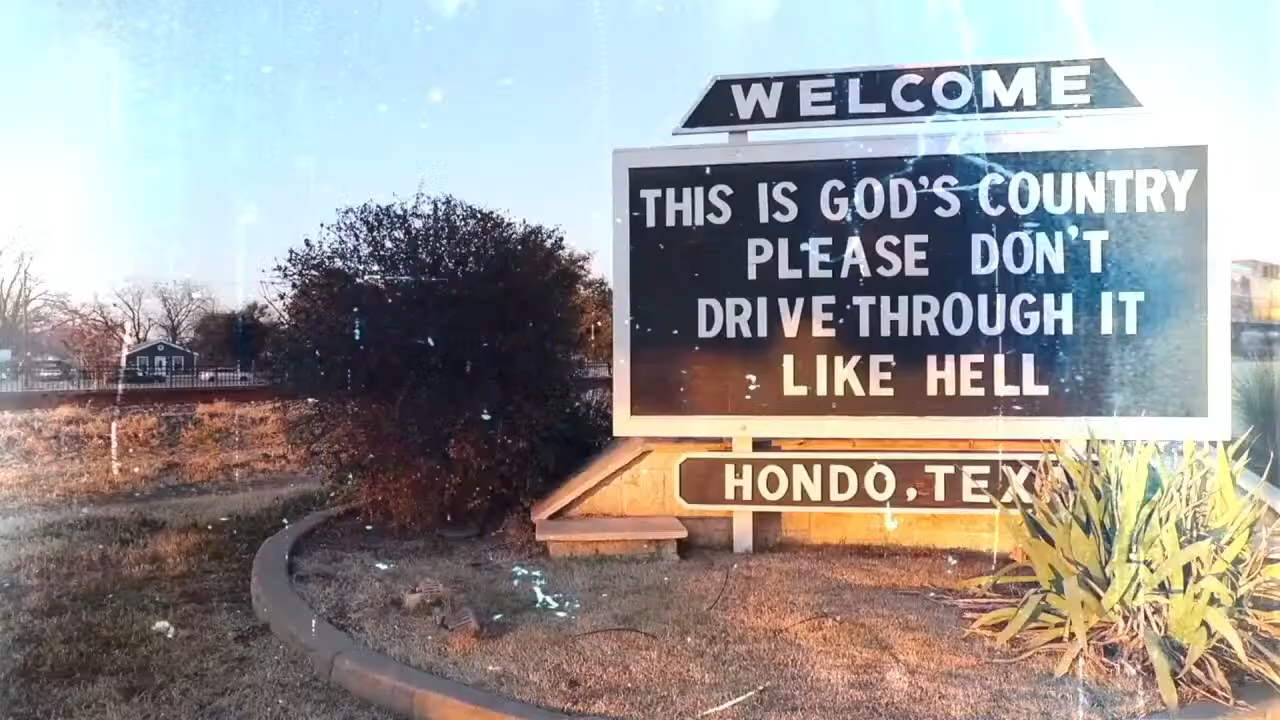 WELCOME
THIS IS GOD'S COUNTRY
PLEASE DON'T
DRIVE THROUGH IT
LIKE HELL
HONDO, TEX